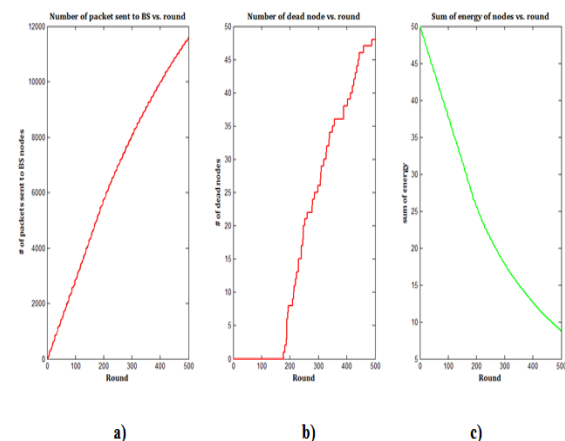 Number of packet sent to BS vs. round
12000
10000
8000
6000
4000
2000
0
# of packets sent to BS nodes
0 100 200 300 400 500
Round
a)
Number of dead node vs. round
50
45
40
35
30
25
20
15
10
5
0
# of dead nodes
0 100 200 300 400 500
Round
b)
Sum of energy of nodes vs. round
50
45
40
35
30
25
20
15
10
5
sum of energy
0 100 200 300 400 500
Round
c)